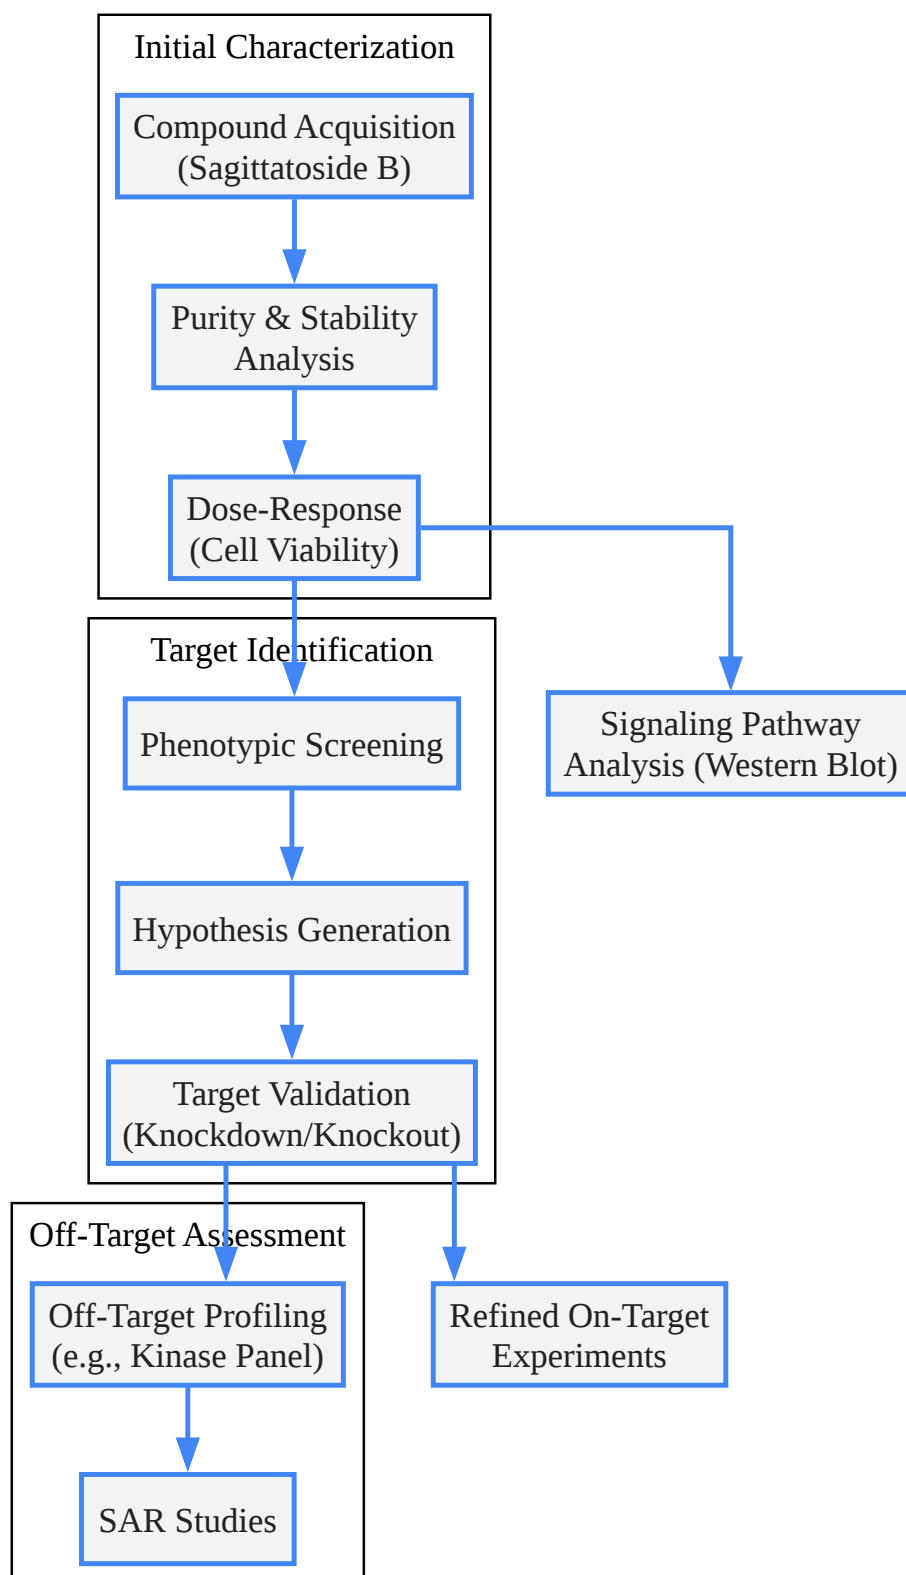 Initial Characterization
Compound Acquisition
(Sagittatoside B)
Purity & Stability
Analysis
Dose-Response
(Cell Viability)
Target Identification
Phenotypic Screening
Signaling Pathway
Analysis (Western Blot)
Hypothesis Generation
Target Validation
(Knockdown/Knockout)
Off-Target Assessment
Off-Target Profiling
(e.g., Kinase Panel)
Refined On-Target
Experiments
SAR Studies